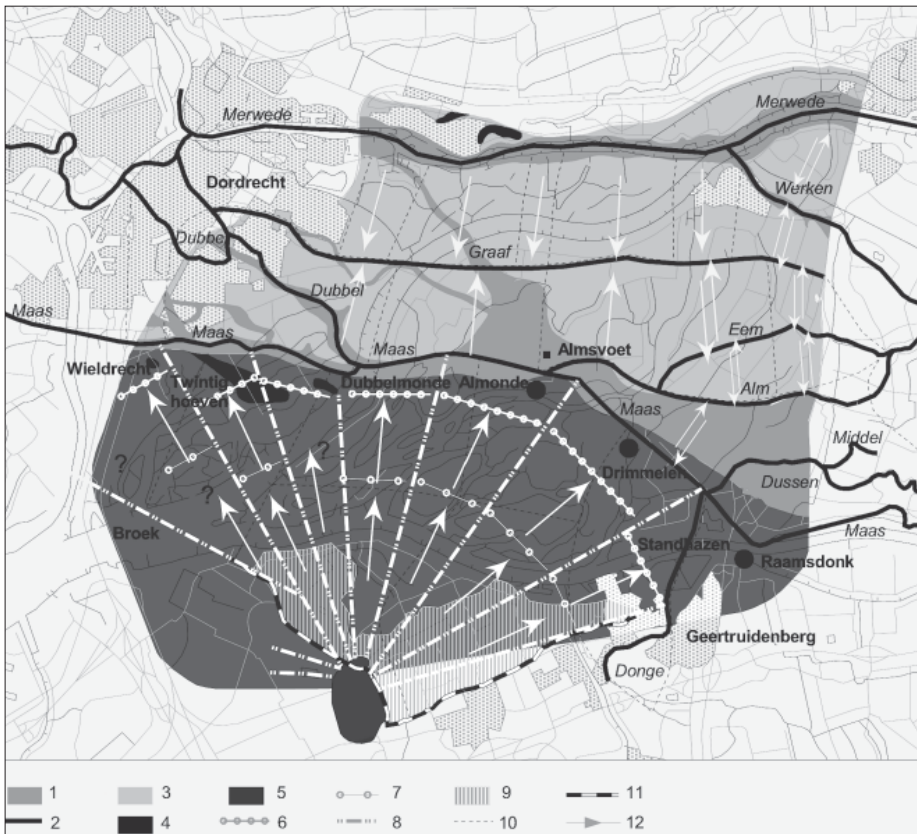 Merwede
Merwede
Dordrecht
Werken
Dubbel
Graaf
Dubbel
Maas
Maas
Eem
Almsvoet
Maas
Wieldrecht
Twintig
hoeven
Dubbelmonde
Almonde
Alm
Maas
Middel
?
?
?
Drimmelen
Dussen
Broek
Standhazen
Maas
Raamsdonk
Geertruidenberg
Donge
1 3 5 7 9 11
2 4 6 8 10 12